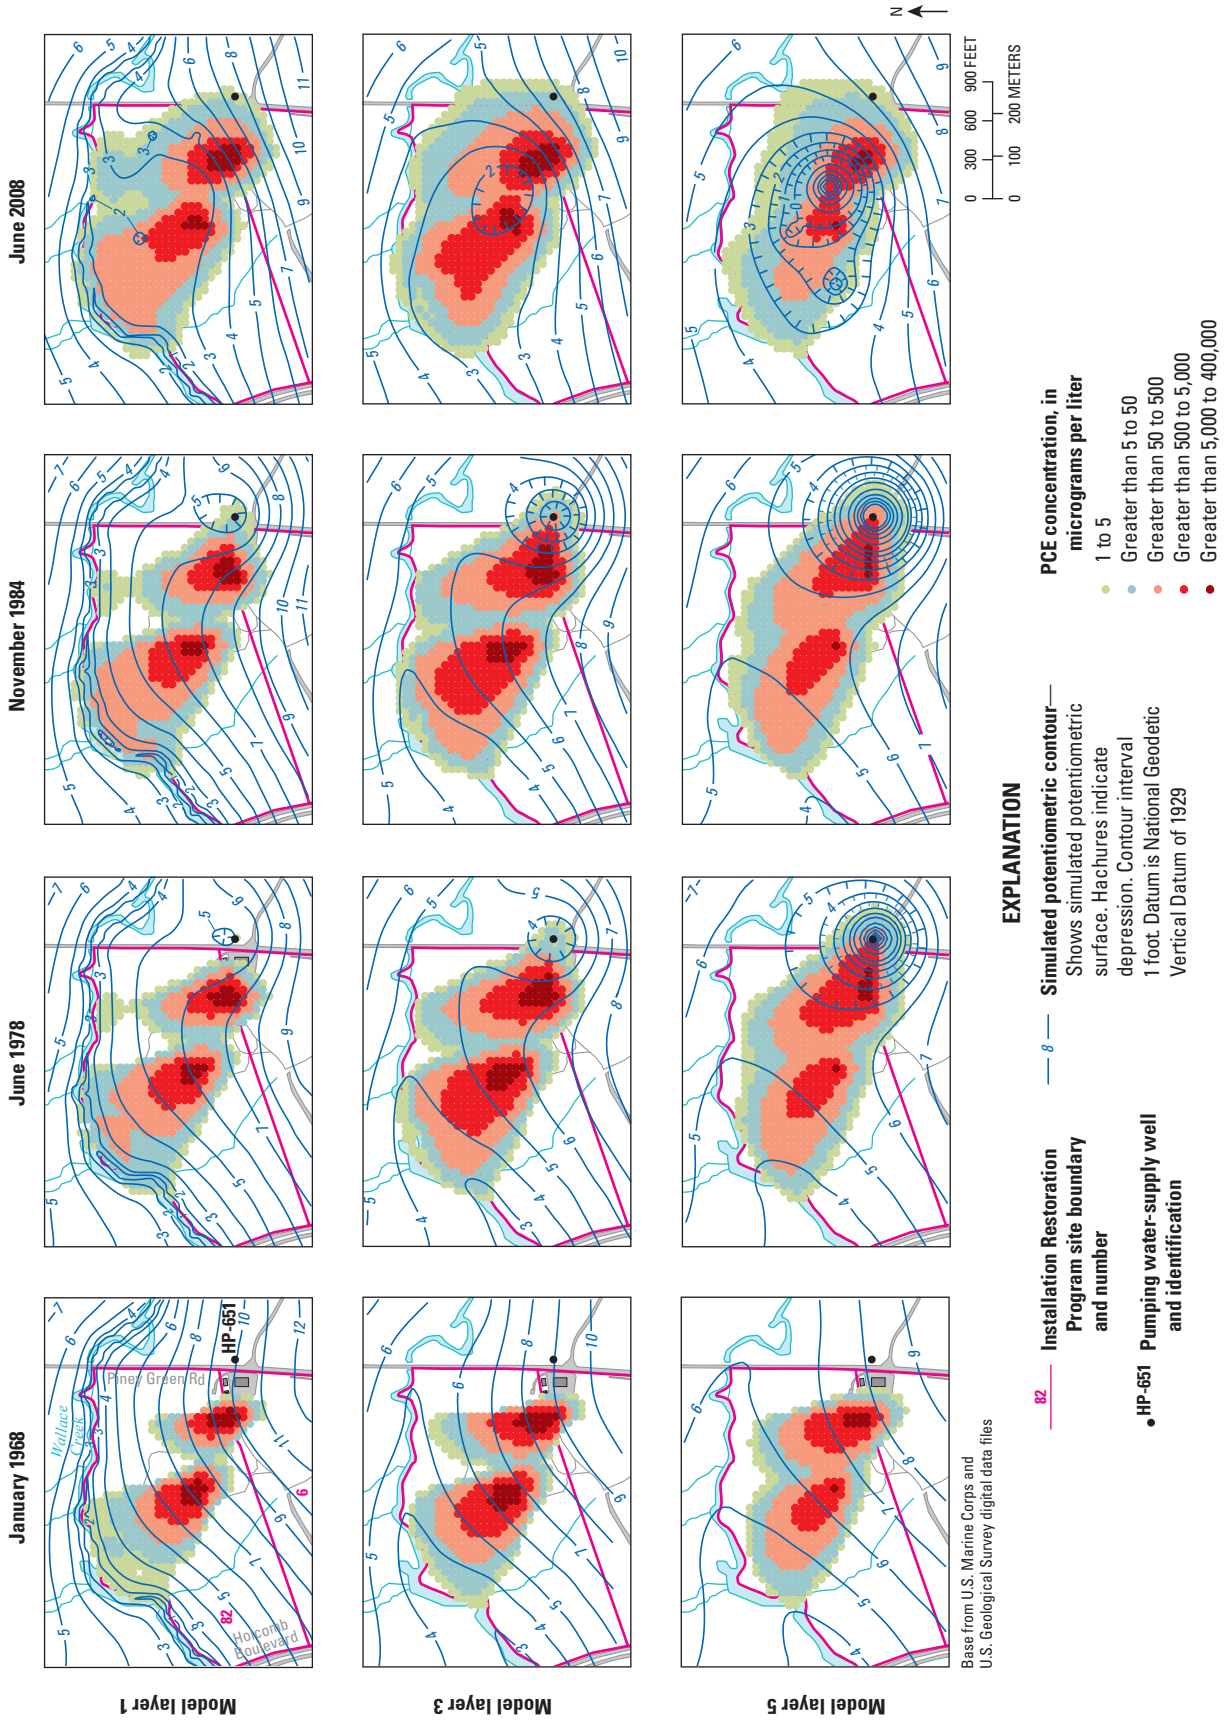 January 1968
June 1978
November 1984
June 2008
Model layer 1
Model layer 3
Model layer 5
Wallace
Creek
Piney Green Rd
HP-651
Holcomb
Boulevard
82
6
Base from U.S. Marine Corps and
U.S. Geological Survey digital data files
N
0 300 600 900 FEET
0 100 200 METERS
EXPLANATION
82
Installation Restoration
Program site boundary
and number
HP-651
Pumping water-supply well
and identification
8
Simulated potentiometric contour—
Shows simulated potentiometric
surface. Hachures indicate
depression. Contour interval
1 foot. Datum is National Geodetic
Vertical Datum of 1929
PCE concentration, in
micrograms per liter
1 to 5
Greater than 5 to 50
Greater than 50 to 500
Greater than 500 to 5,000
Greater than 5,000 to 400,000